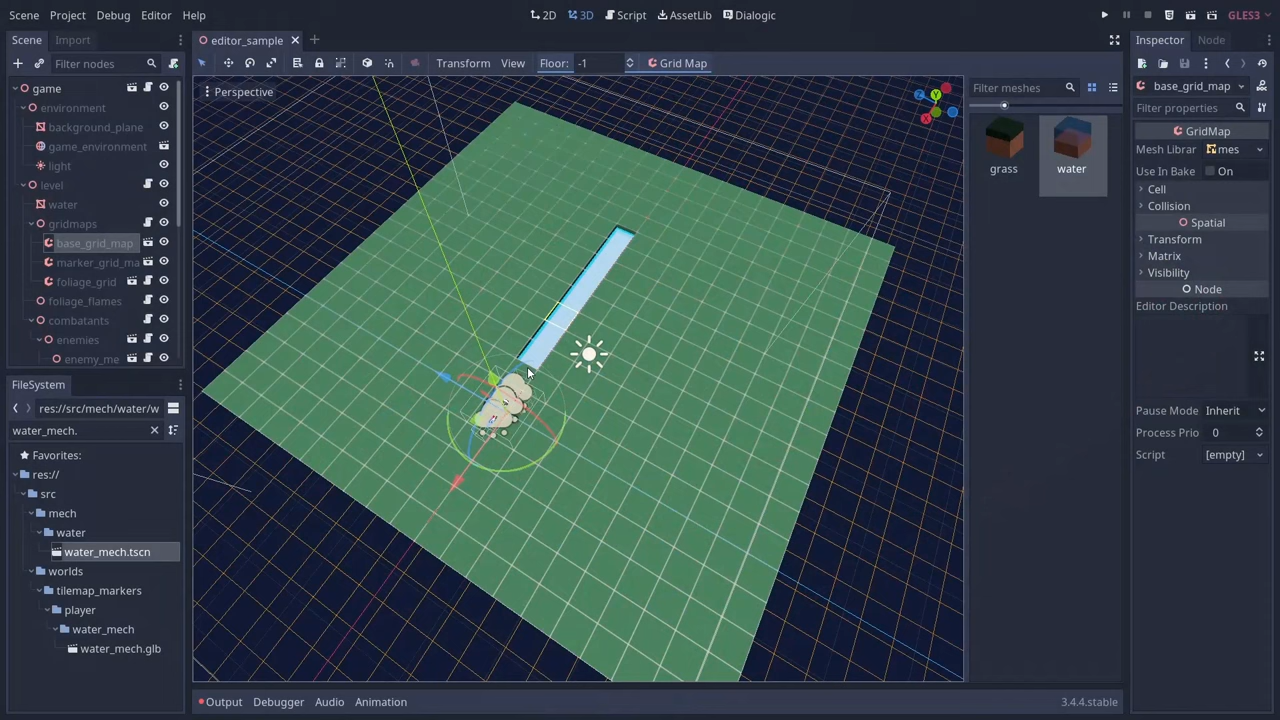 Scene Project Debug Editor Help
2D 3D Script AssetLib Dialogic
GLES3
Scene Import
editor_sample
Inspector Node
Filter nodes
Transform View Floor: -1 Grid Map
Perspective
Y
Z
X
game
environment
background_plane
game_environment
light
level
water
gridmaps
base_grid_map
marker_grid_ma
foliage_grid
foliage_flames
combatants
enemies
enemy_me
FileSystem
res://src/mech/water/w
water_mech.
Favorites:
res://
src
mech
water
water_mech.tscn
worlds
tilemap_markers
player
water_mech
water_mech.glb
Filter meshes
grass water
base_grid_map
Filter properties
GridMap
Mesh Librar mes
Use In Bake On
Cell
Collision
Spatial
Transform
Matrix
Visibility
Node
Editor Description
Pause Mode Inherit
Process Prio 0
Script [empty]
Output Debugger Audio Animation
3.4.4.stable